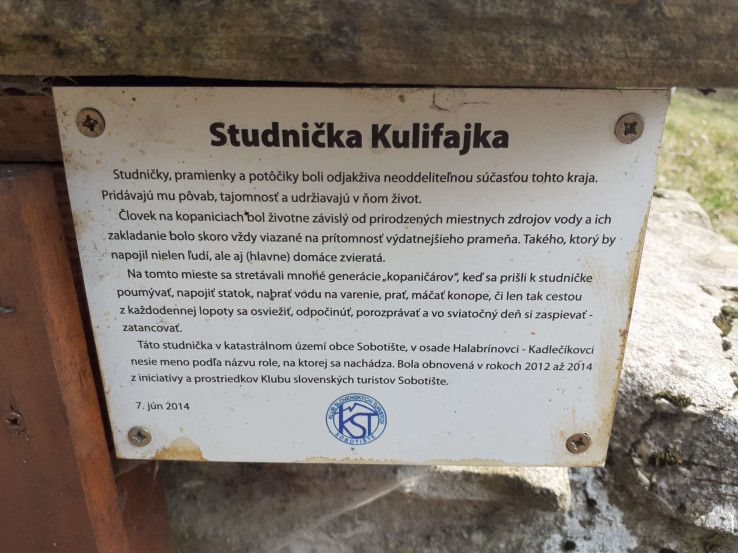 Studnička Kulifajka
Studničky, pramienky a potôčiky boli odjakživa neoddeliteľnou súčasťou tohto kraja.
Pridávajú mu pôvab, tajomnosť a udržiavajú v ňom život.
Človek na kopaniciach bol životne závislý od prirodzených miestnych zdrojov vody a ich
zakladanie bolo skoro vždy viazané na prítomnosť výdatnejšieho prameňa. Takého, ktorý by
napojil nielen ľudí, ale aj (hlavne) domáce zvieratá.
Na tomto mieste sa stretávali mnohé generácie „kopaničárov", keď sa prišli k studničke
poumývať, napojiť statok, nabrať vodu na varenie, prať, máčať konope, či len tak cestou
z každodennej lopoty sa osviežiť, odpočinúť, porozprávať a vo sviatočný deň si zaspievať -
zatancovať.
Táto studnička v katastrálnom území obce Sobotište, v osade Halabrínovci - Kadlečíkovci
nesie meno podľa názvu role, na ktorej sa nachádza. Bola obnovená v rokoch 2012 až 2014
z iniciatívy a prostriedkov Klubu slovenských turistov Sobotište.
7. jún 2014
KLUB SLOVENSKÝCH TURISTOV
KST
SOBOTIŠTE